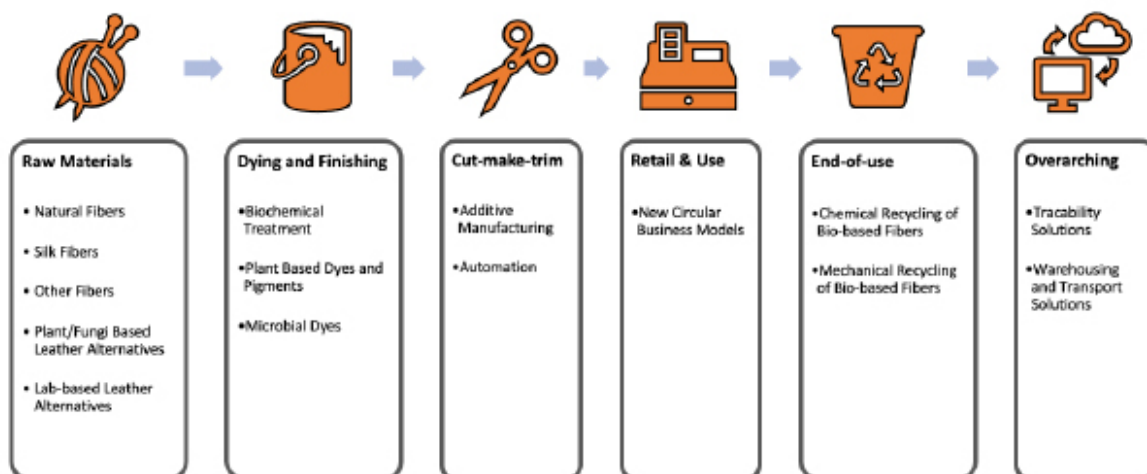 Raw Materials
• Natural Fibers
• Silk Fibers
• Other Fibers
• Plant/Fungi Based
Leather Alternatives
• Lab-based Leather
Alternatives
Dying and Finishing
•Biochemical
Treatment
•Plant Based Dyes and
Pigments
•Microbial Dyes
Cut-make-trim
•Additive
Manufacturing
•Automation
Retail & Use
•New Circular
Business Models
End-of-use
•Chemical Recycling of
Bio-based Fibers
•Mechanical Recycling
of Bio-based Fibers
Overarching
•Tracability
Solutions
•Warehousing
and Transport
Solutions